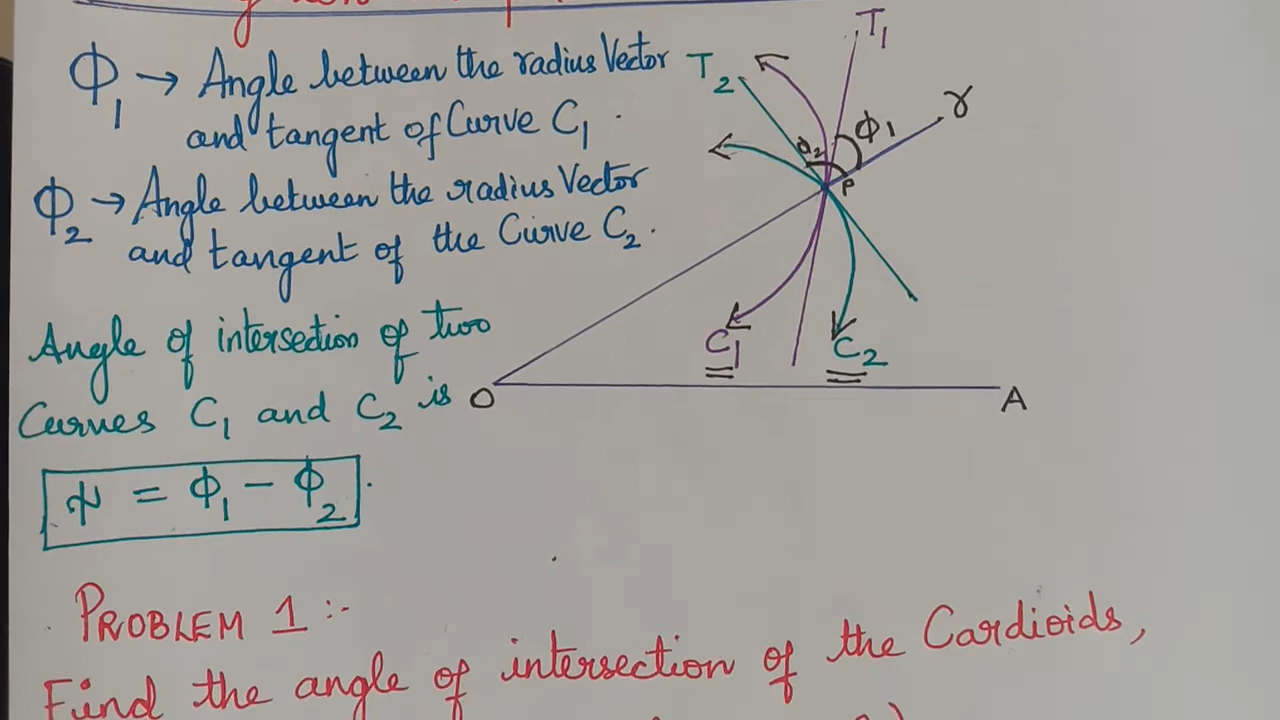 Φ1 → Angle between the radius Vector
and tangent of Curve C1.
Φ2 → Angle between the radius Vector
and tangent of the Curve C2.
Angle of intersection of two
Curves C1 and C2 is
ψ = Φ1 - Φ2.
T1
T2
r
Φ1
P
C1
C2
O
A
PROBLEM 1 :-
Find the angle of intersection of the Cardioids,